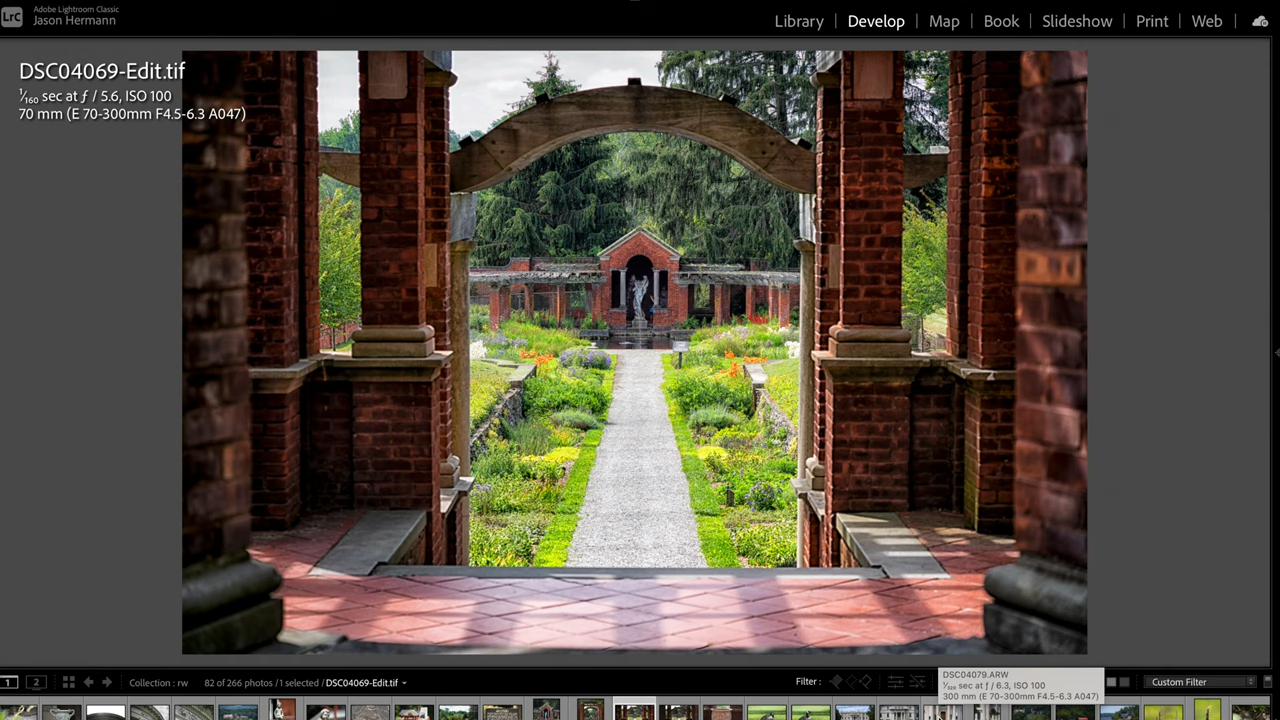 LrC
Adobe Lightroom Classic
Jason Hermann
Library | Develop | Map | Book | Slideshow | Print | Web
DSC04069-Edit.tif
1/160 sec at ƒ / 5.6, ISO 100
70 mm (E 70-300mm F4.5-6.3 A047)
1 2 Collection : rw 82 of 266 photos / 1 selected / DSC04069-Edit.tif Filter : Custom Filter
DSC04079.ARW
sec at ƒ / 6.3, ISO 100
300 mm (E 70-300mm F4.5-6.3 A047)